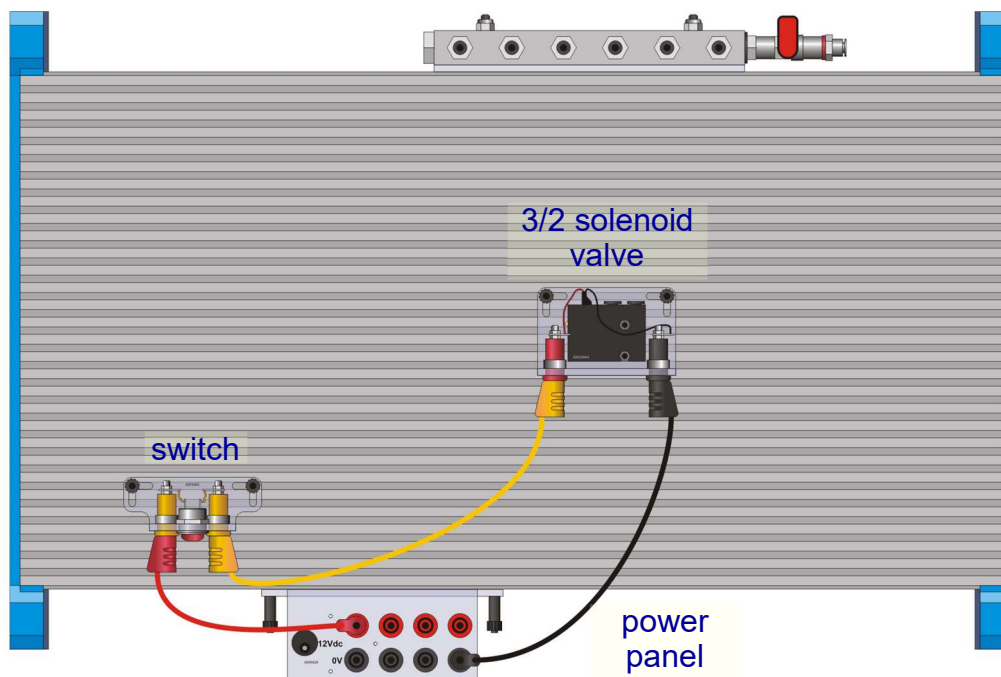 3/2 solenoid
valve
switch
12Vdc
0V
power
panel